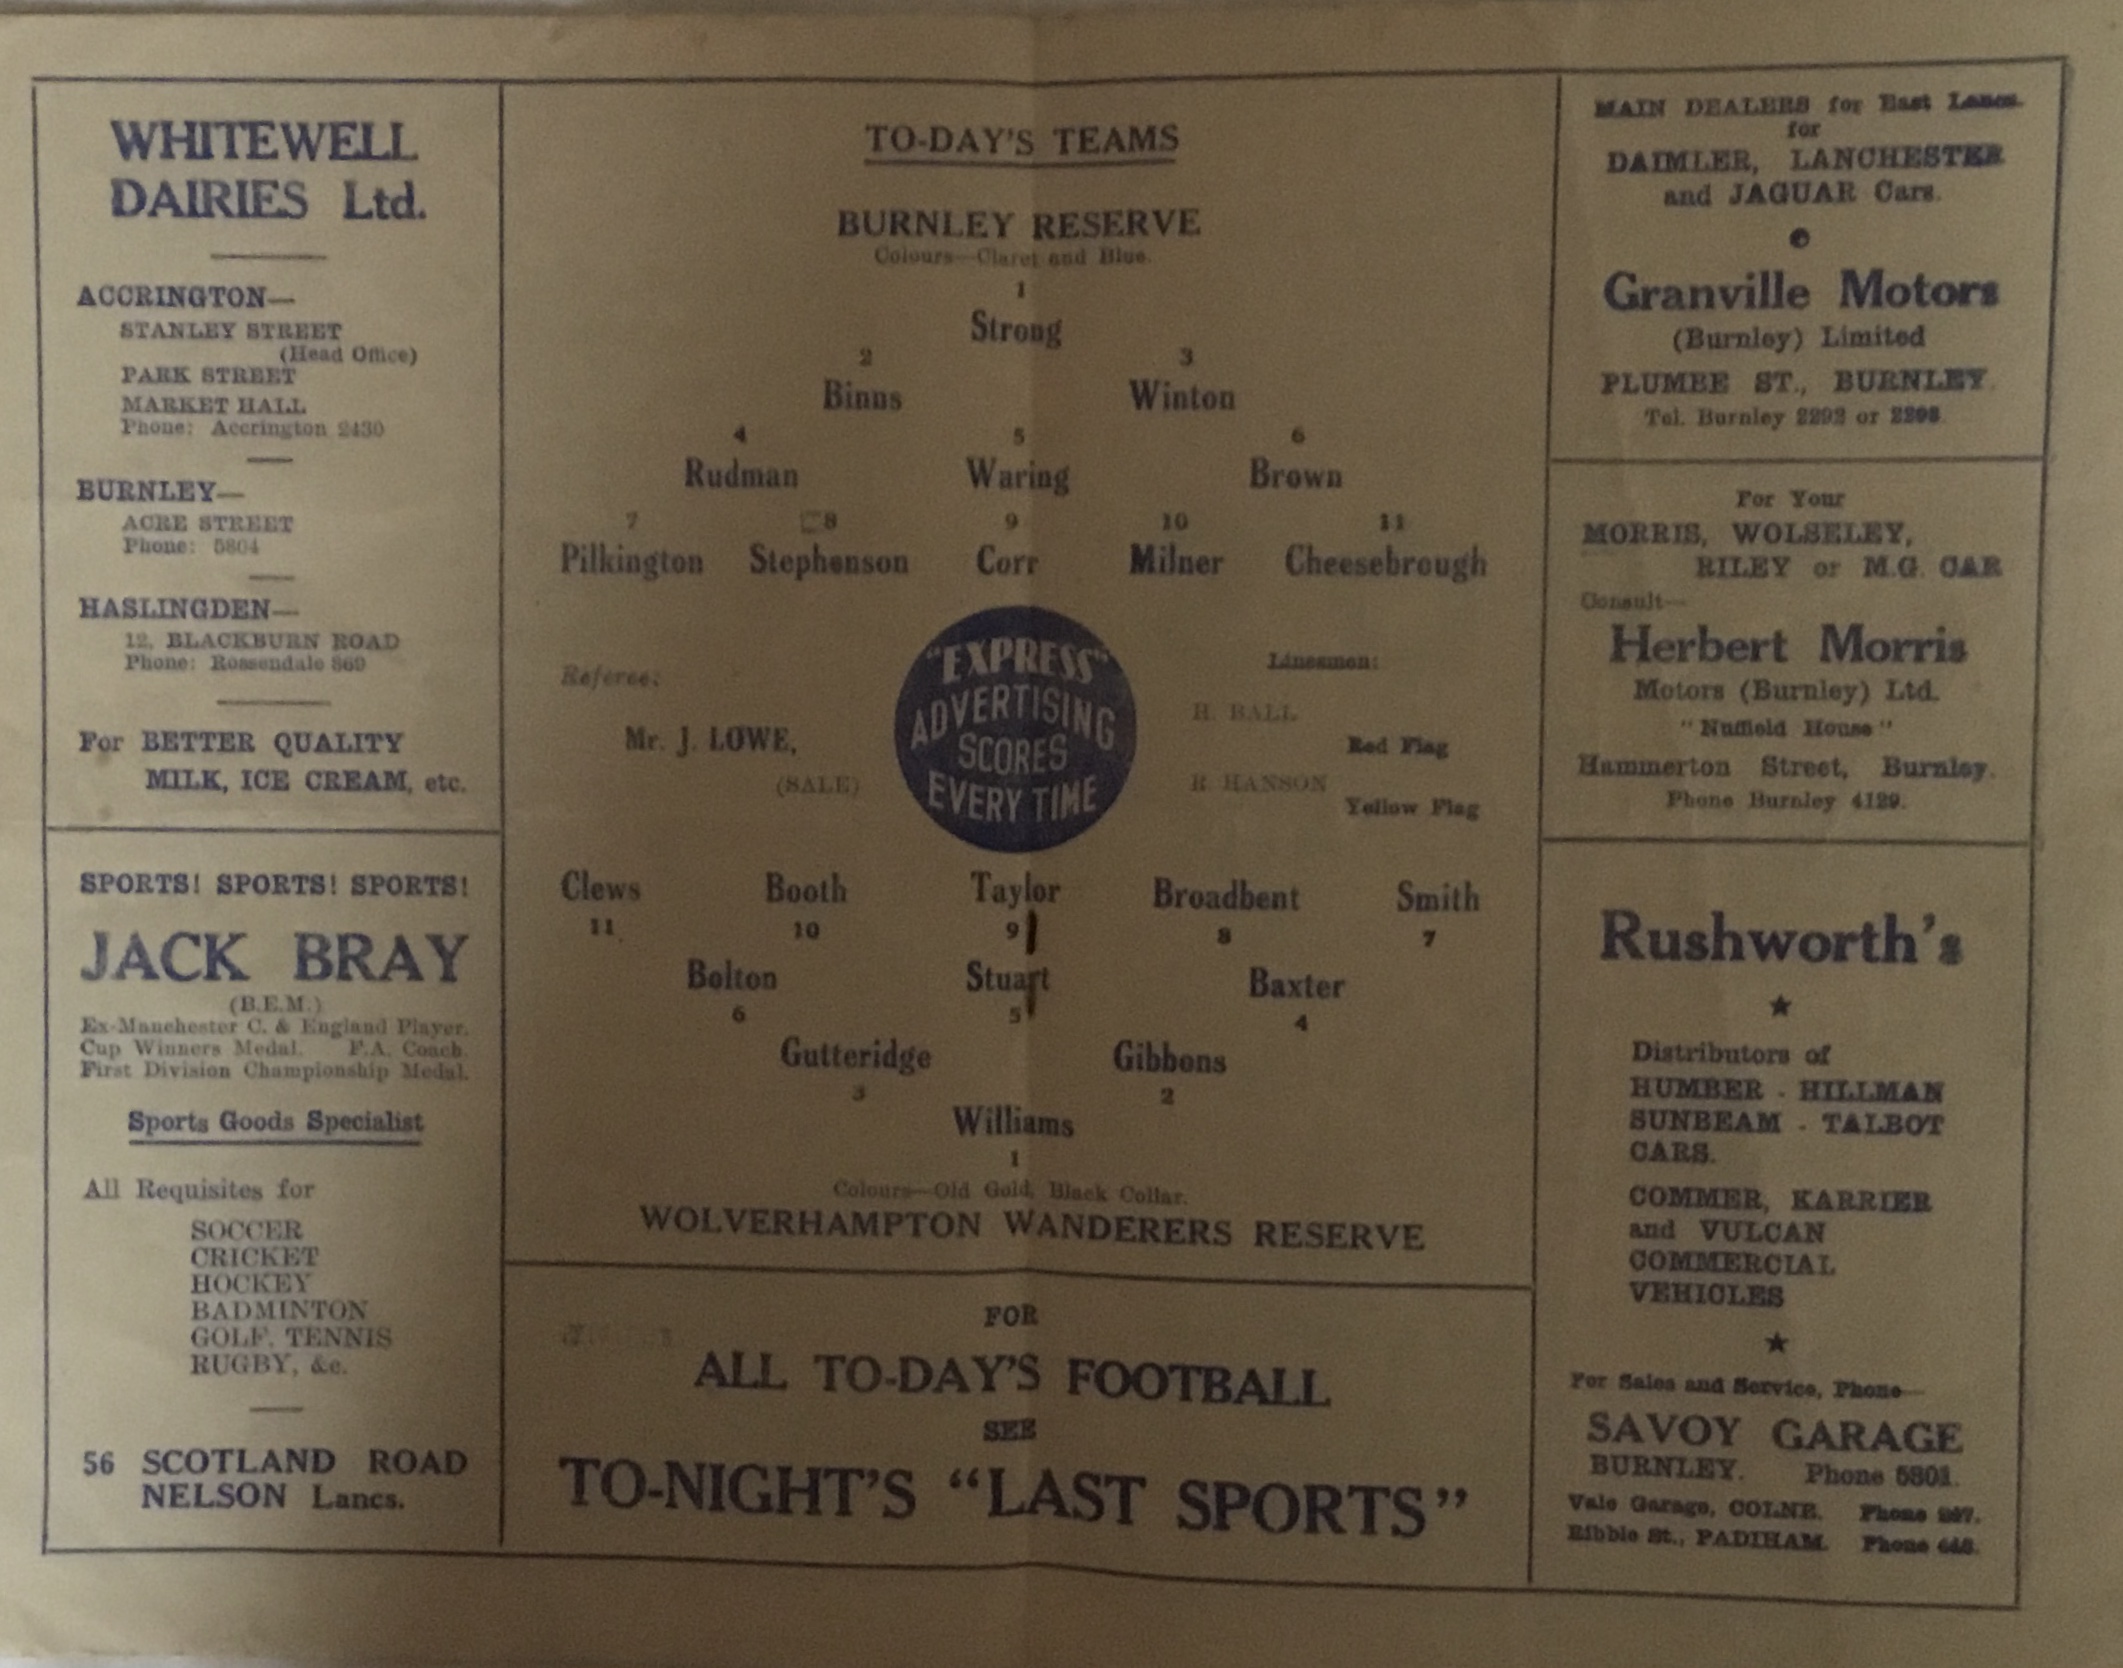 WHITEWELL
DAIRIES Ltd.
ACCRINGTON—
STANLEY STREET
(Head Office)
PARK STREET
MARKET HALL
Phone: Accrington 2430
BURNLEY—
ACRE STREET
Phone: 5804
HASLINGDEN—
12, BLACKBURN ROAD
Phone: Rossendale 869
For BETTER QUALITY
MILK, ICE CREAM, etc.
SPORTS! SPORTS! SPORTS!
JACK BRAY
(B.E.M.)
Ex-Manchester C. & England Player.
Cup Winners Medal. F.A. Coach
First Division Championship Medal.
Sports Goods Specialist
All Requisites for
SOCCER
CRICKET
HOCKEY
BADMINTON
GOLF, TENNIS
RUGBY, &c.
56 SCOTLAND ROAD
NELSON Lancs.
TO-DAY'S TEAMS
BURNLEY RESERVE
Colours—Claret and Blue.
1
Strong
2 3
Binns Winton
4 5 6
Rudman Waring Brown
7 8 9 10 11
Pilkington Stephenson Corr Milner Cheesebrough
Referee:
Mr. J. LOWE,
(SALE)
"EXPRESS"
ADVERTISING
SCORES
EVERY TIME
Linesmen:
H. BALL
Red Flag
R. HANSON
Yellow Flag
Clews Booth Taylor Broadbent Smith
11 10 9 8 7
Bolton Stuart Baxter
6 5 4
Gutteridge Gibbons
3 2
Williams
1
Colours—Old Gold, Black Collar.
WOLVERHAMPTON WANDERERS RESERVE
FOR
ALL TO-DAY'S FOOTBALL
SEE
TO-NIGHT'S "LAST SPORTS"
MAIN DEALERS for East Lancs.
for
DAIMLER, LANCHESTER
and JAGUAR Cars.
Granville Motors
(Burnley) Limited
PLUMBE ST., BURNLEY
Tel. Burnley 2292 or
For Your
MORRIS, WOLSELEY,
RILEY or M.G. CAR
Consult—
Herbert Morris
Motors (Burnley) Ltd.
"Nuffield House"
Hammerton Street, Burnley.
Phone Burnley 4129.
Rushworth's
Distributors of
HUMBER - HILLMAN
SUNBEAM - TALBOT
CARS.
COMMER, KARRIER
and VULCAN
COMMERCIAL
VEHICLES
For Sales and Service, Phone—
SAVOY GARAGE
BURNLEY. Phone
Vale Garage, COLNE. Phone
Ribble St., PADIHAM. Phone